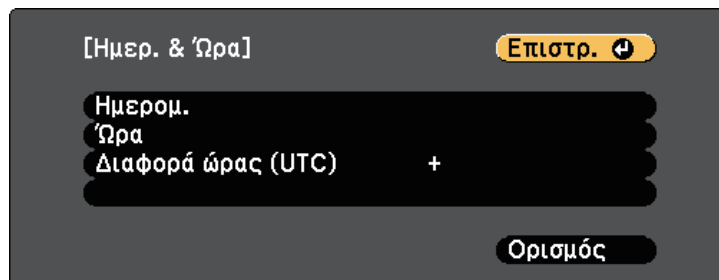 [Ημερ. & Ώρα] Επιστρ.
Ημερομ.
Ώρα
Διαφορά ώρας (UTC) +
Ορισμός